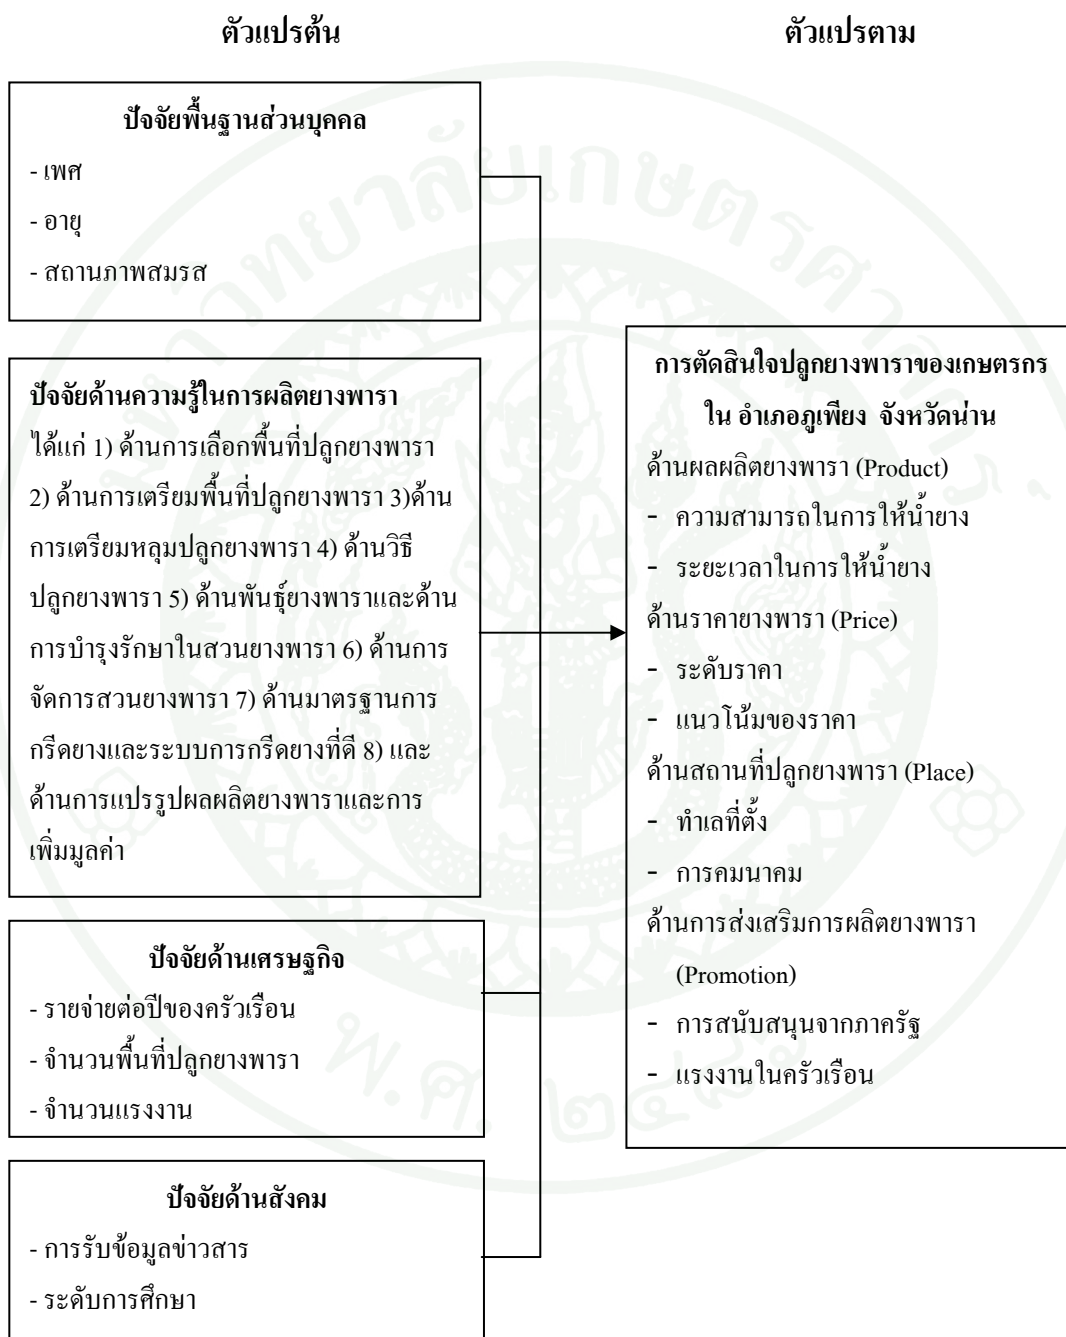 ตัวแปรต้น
ตัวแปรตาม
ปัจจัยพื้นฐานส่วนบุคคล
- เพศ
- อายุ
- สถานภาพสมรส
ปัจจัยด้านความรู้ในการผลิตยางพารา
ได้แก่ 1) ด้านการเลือกพื้นที่ปลูกยางพารา
2) ด้านการเตรียมพื้นที่ปลูกยางพารา 3)ด้าน
การเตรียมหลุมปลูกยางพารา 4) ด้านวิธี
ปลูกยางพารา 5) ด้านพันธุ์ยางพาราและด้าน
การบำรุงรักษาในสวนยางพารา 6) ด้านการ
จัดการสวนยางพารา 7) ด้านมาตรฐานการ
กรีดยางและระบบการกรีดยางที่ดี 8) และ
ด้านการแปรรูปผลผลิตยางพาราและการ
เพิ่มมูลค่า
ปัจจัยด้านเศรษฐกิจ
- รายจ่ายต่อปีของครัวเรือน
- จำนวนพื้นที่ปลูกยางพารา
- จำนวนแรงงาน
ปัจจัยด้านสังคม
- การรับข้อมูลข่าวสาร
- ระดับการศึกษา
การตัดสินใจปลูกยางพาราของเกษตรกร
ใน อำเภอภูเพียง จังหวัดน่าน
ด้านผลผลิตยางพารา (Product)
- ความสามารถในการให้น้ำยาง
- ระยะเวลาในการให้น้ำยาง
ด้านราคายางพารา (Price)
- ระดับราคา
- แนวโน้มของราคา
ด้านสถานที่ปลูกยางพารา (Place)
- ทำเลที่ตั้ง
- การคมนาคม
ด้านการส่งเสริมการผลิตยางพารา
(Promotion)
- การสนับสนุนจากภาครัฐ
- แรงงานในครัวเรือน
มหาวิทยาลัยเกษตรศาสตร์
พ.ศ. ๒๔๘๖